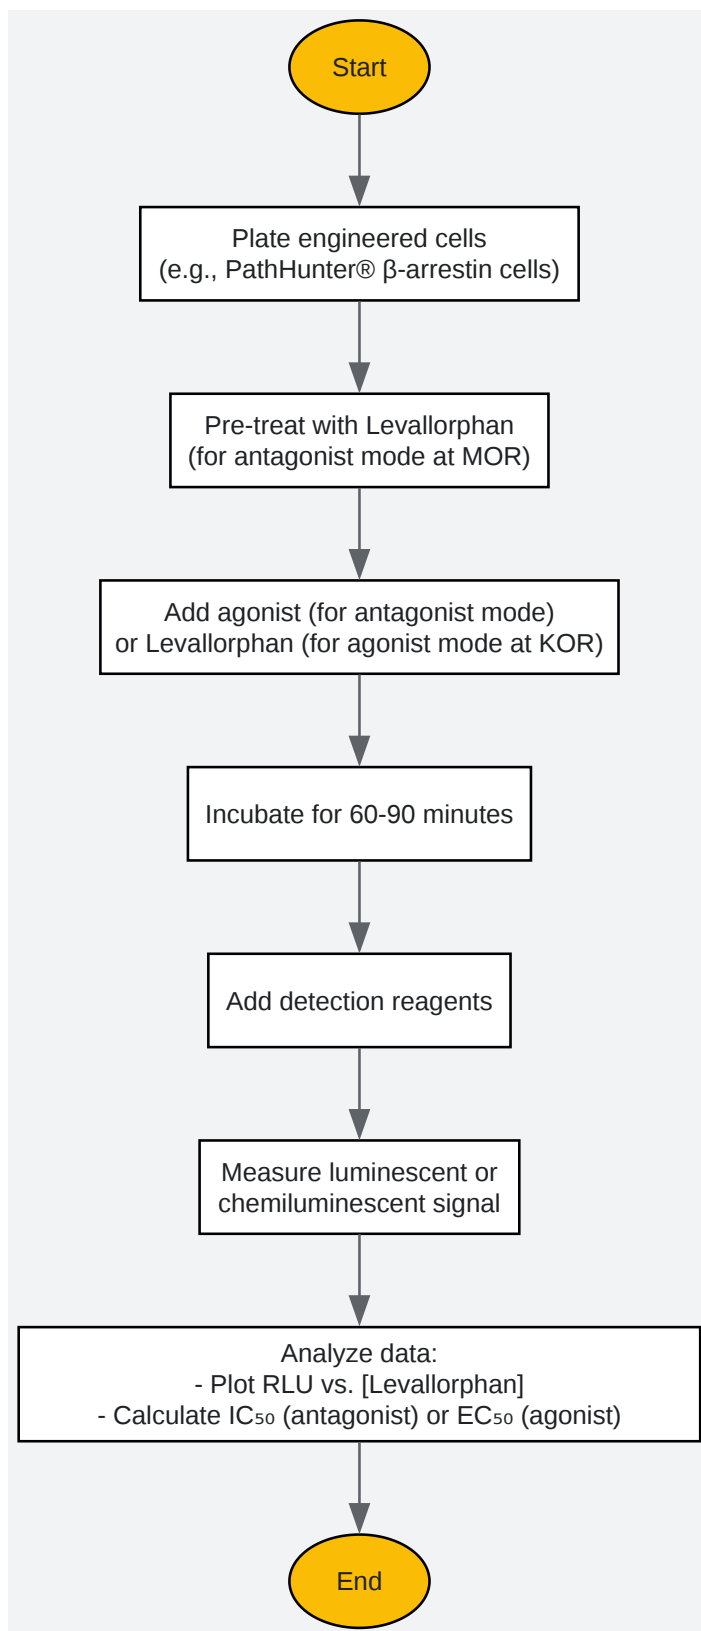 Start
Plate engineered cells
(e.g., PathHunter® β-arrestin cells)
Pre-treat with Levallorphan
(for antagonist mode at MOR)
Add agonist (for antagonist mode)
or Levallorphan (for agonist mode at KOR)
Incubate for 60-90 minutes
Add detection reagents
Measure luminescent or
chemiluminescent signal
Analyze data:
- Plot RLU vs. [Levallorphan]
- Calculate IC₅₀ (antagonist) or EC₅₀ (agonist)
End